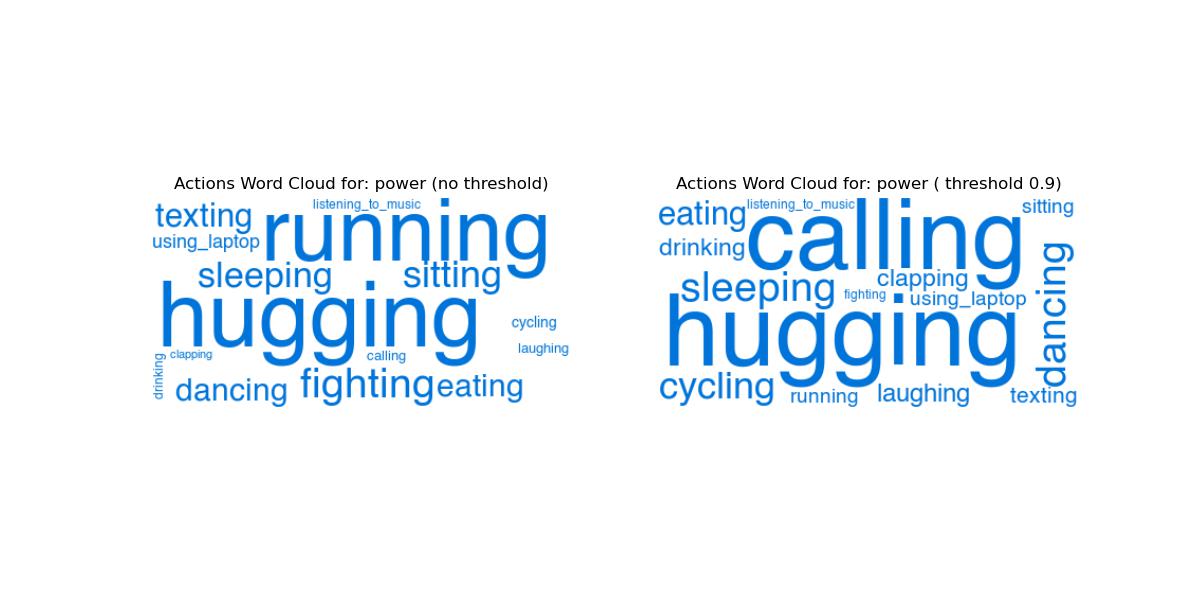 Actions Word Cloud for: power (no threshold)
texting
listening_to_music
running
using_laptop
sleeping
sitting
hugging
cycling
laughing
clapping
calling
drinking
dancing
fighting
eating
Actions Word Cloud for: power ( threshold 0.9)
eating
listening_to_music
sitting
calling
drinking
clapping
sleeping
fighting
using_laptop
dancing
hugging
cycling
running
laughing
texting